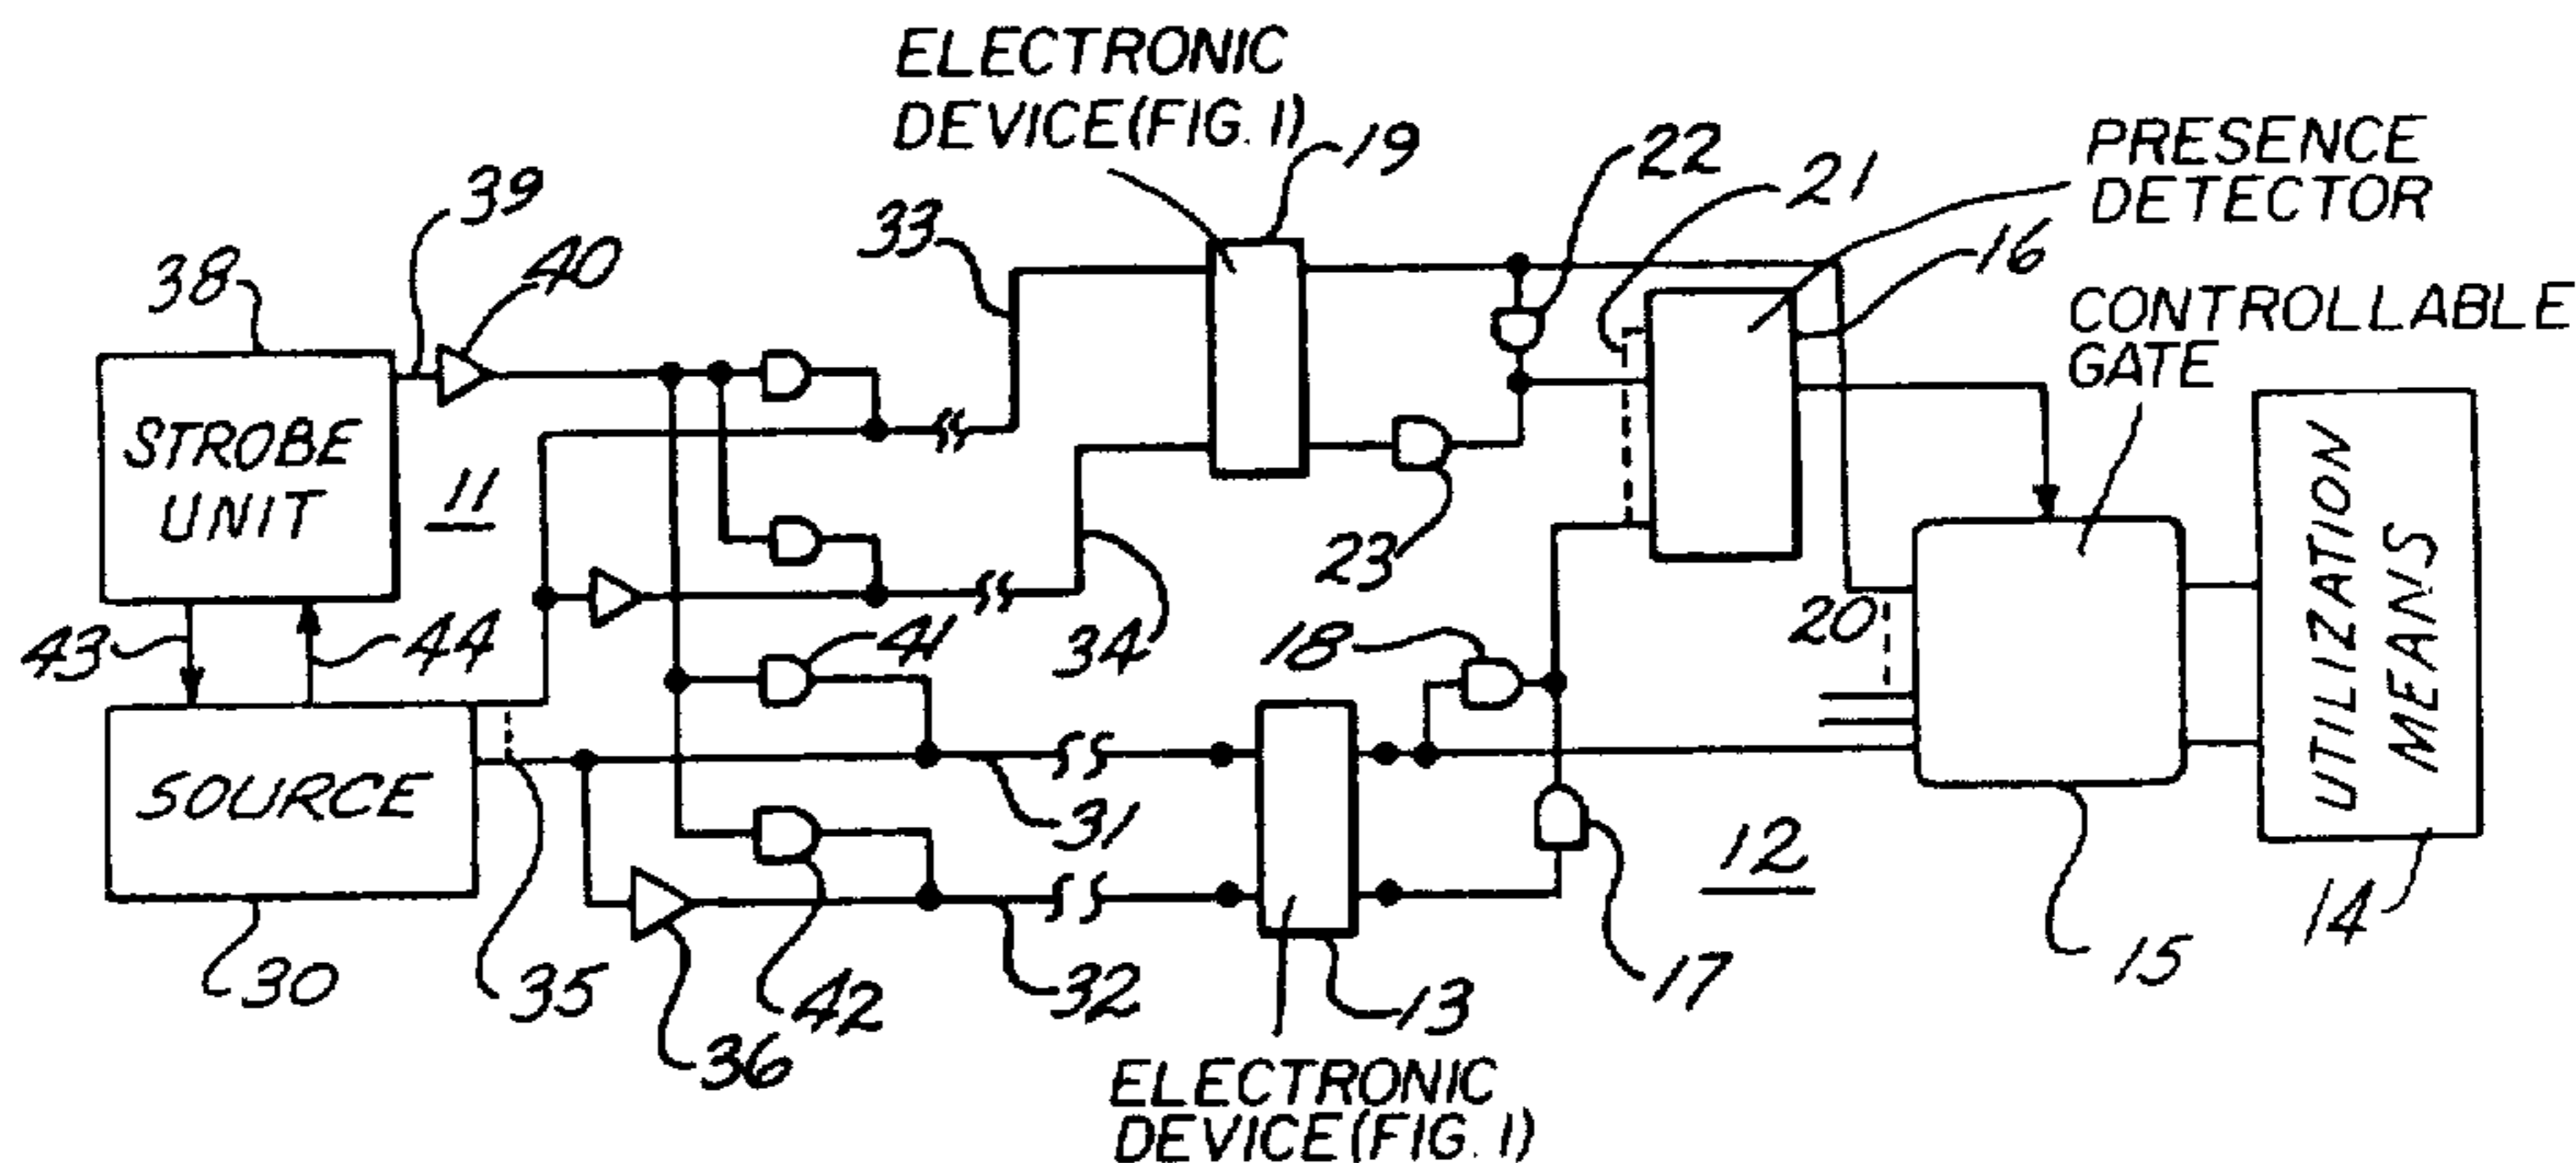 ELECTRONIC
DEVICE(FIG. 1)
19
22
21
PRESENCE
DETECTOR
16
39
40
33
38
CONTROLLABLE
GATE
STROBE
UNIT
11
23
43
44
41
34
18
20
UTILIZATION
MEANS
SOURCE
31
12
30
35
36
42
32
13
17
15
14
ELECTRONIC
DEVICE(FIG. 1)